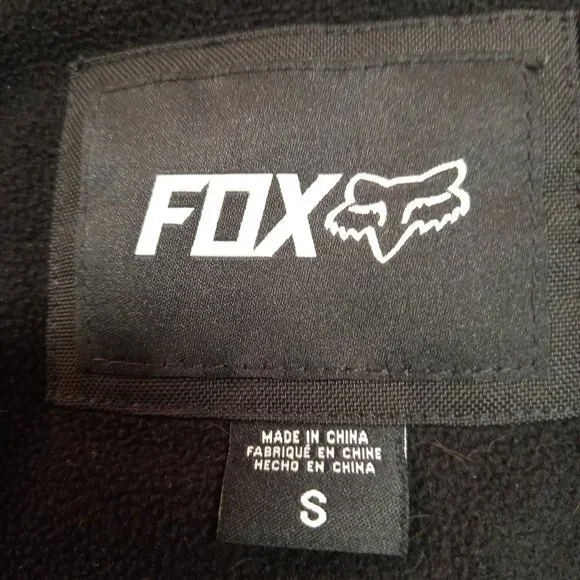 FOX
MADE IN CHINA
FABRIQUÉ EN CHINE
HECHO EN CHINA
S